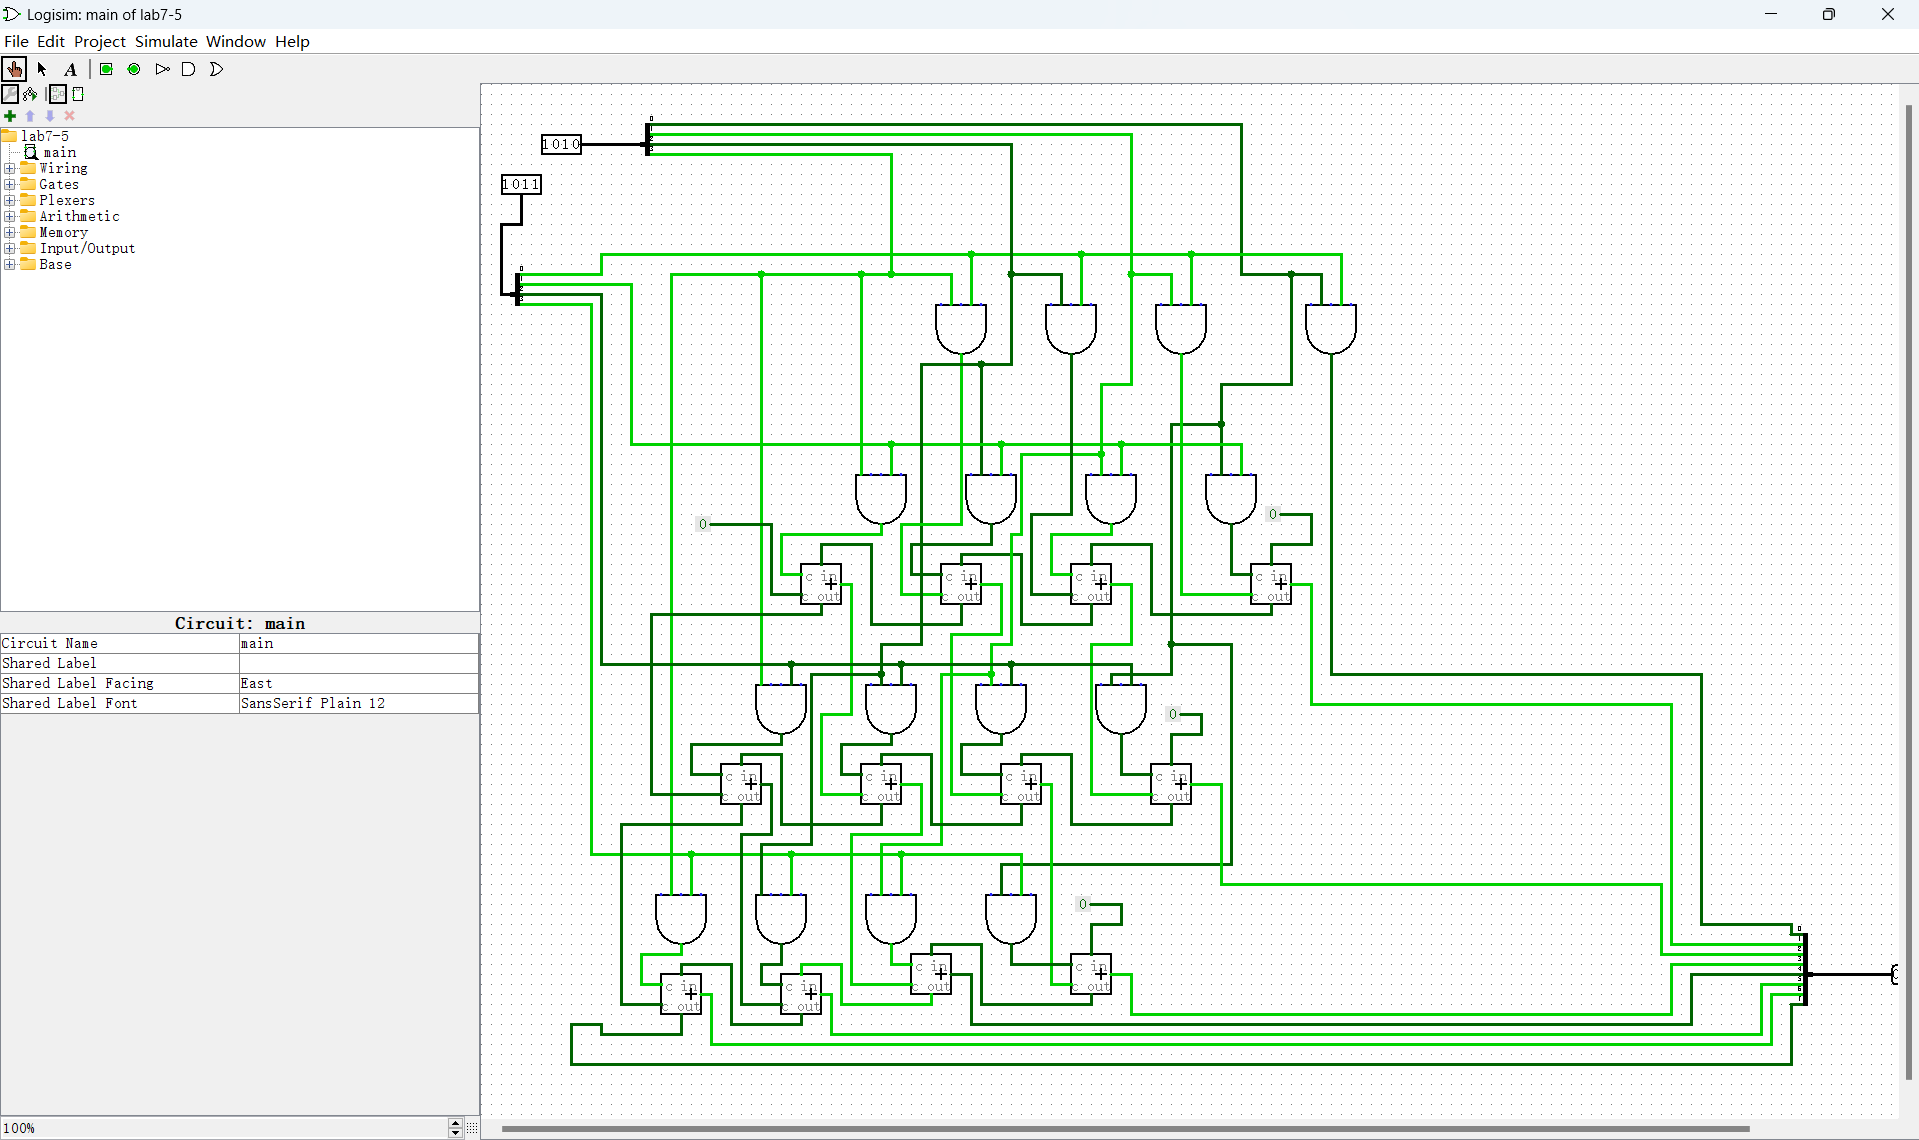 Logisim: main of lab7-5
File Edit Project Simulate Window Help
A
lab7-5
main
Wiring
Gates
Plexers
Arithmetic
Memory
Input/Output
Base
Circuit: main
Circuit Name main
Shared Label
Shared Label Facing East
Shared Label Font SansSerif Plain 12
100%
1010
1011
0
0
c in
c out
c in
c out
c in
c out
c in
c out
0
c in
c out
c in
c out
c in
c out
c in
c out
0
c in
c out
c in
c out
c in
c out
c in
c out